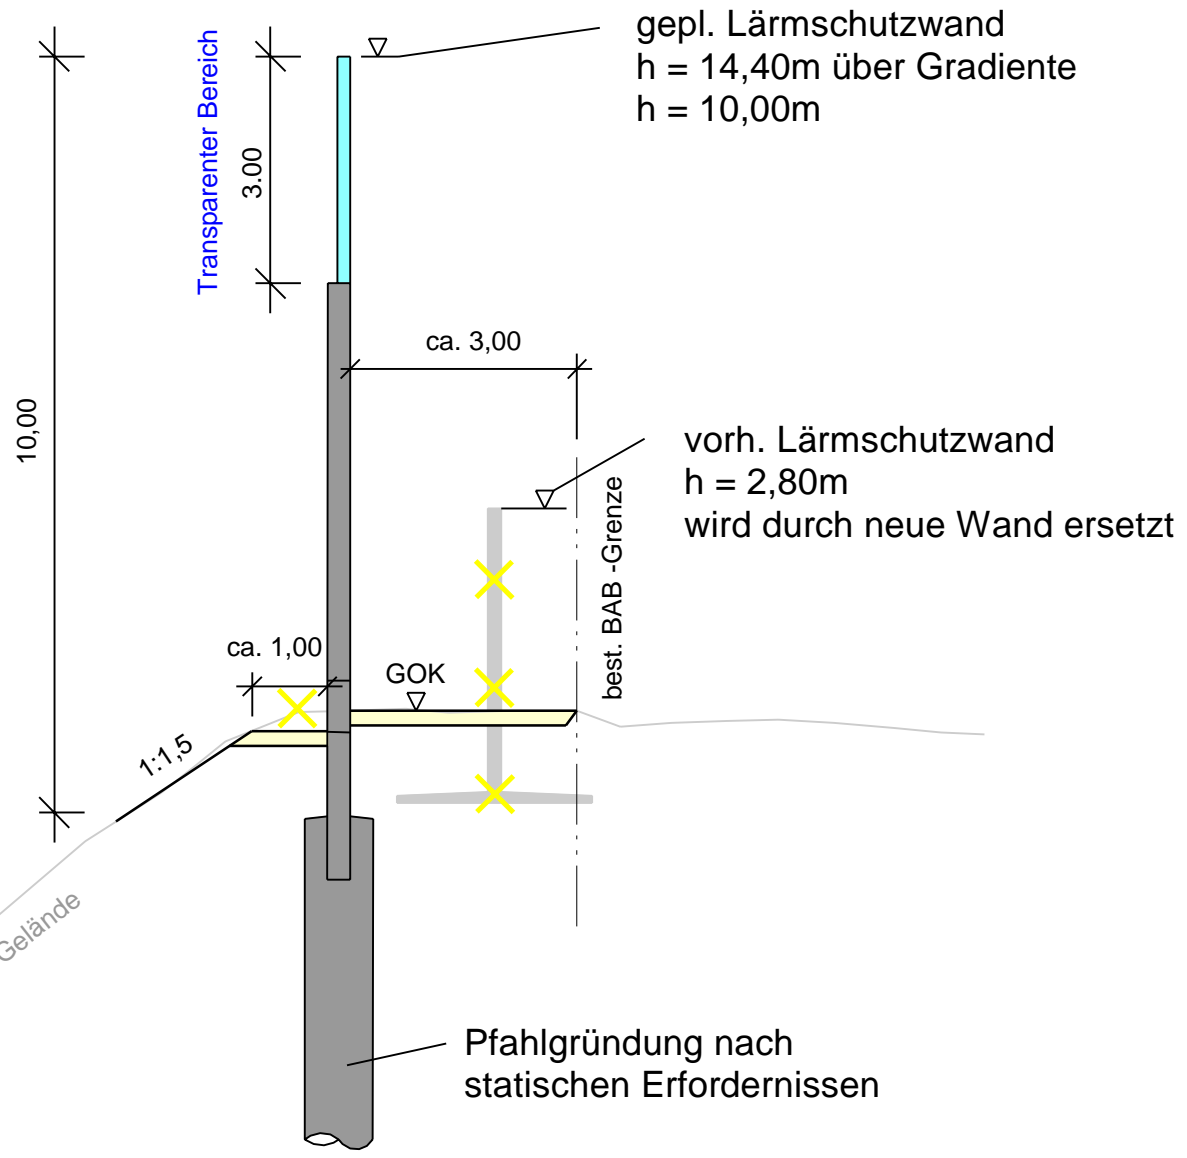 gepl. Lärmschutzwand
h = 14,40m über Gradiente
h = 10,00m
Transparenter Bereich
3.00
ca. 3,00
10,00
vorh. Lärmschutzwand
h = 2,80m
wird durch neue Wand ersetzt
best. BAB -Grenze
ca. 1,00
GOK
1:1,5
Gelände
Pfahlgründung nach
statischen Erfordernissen